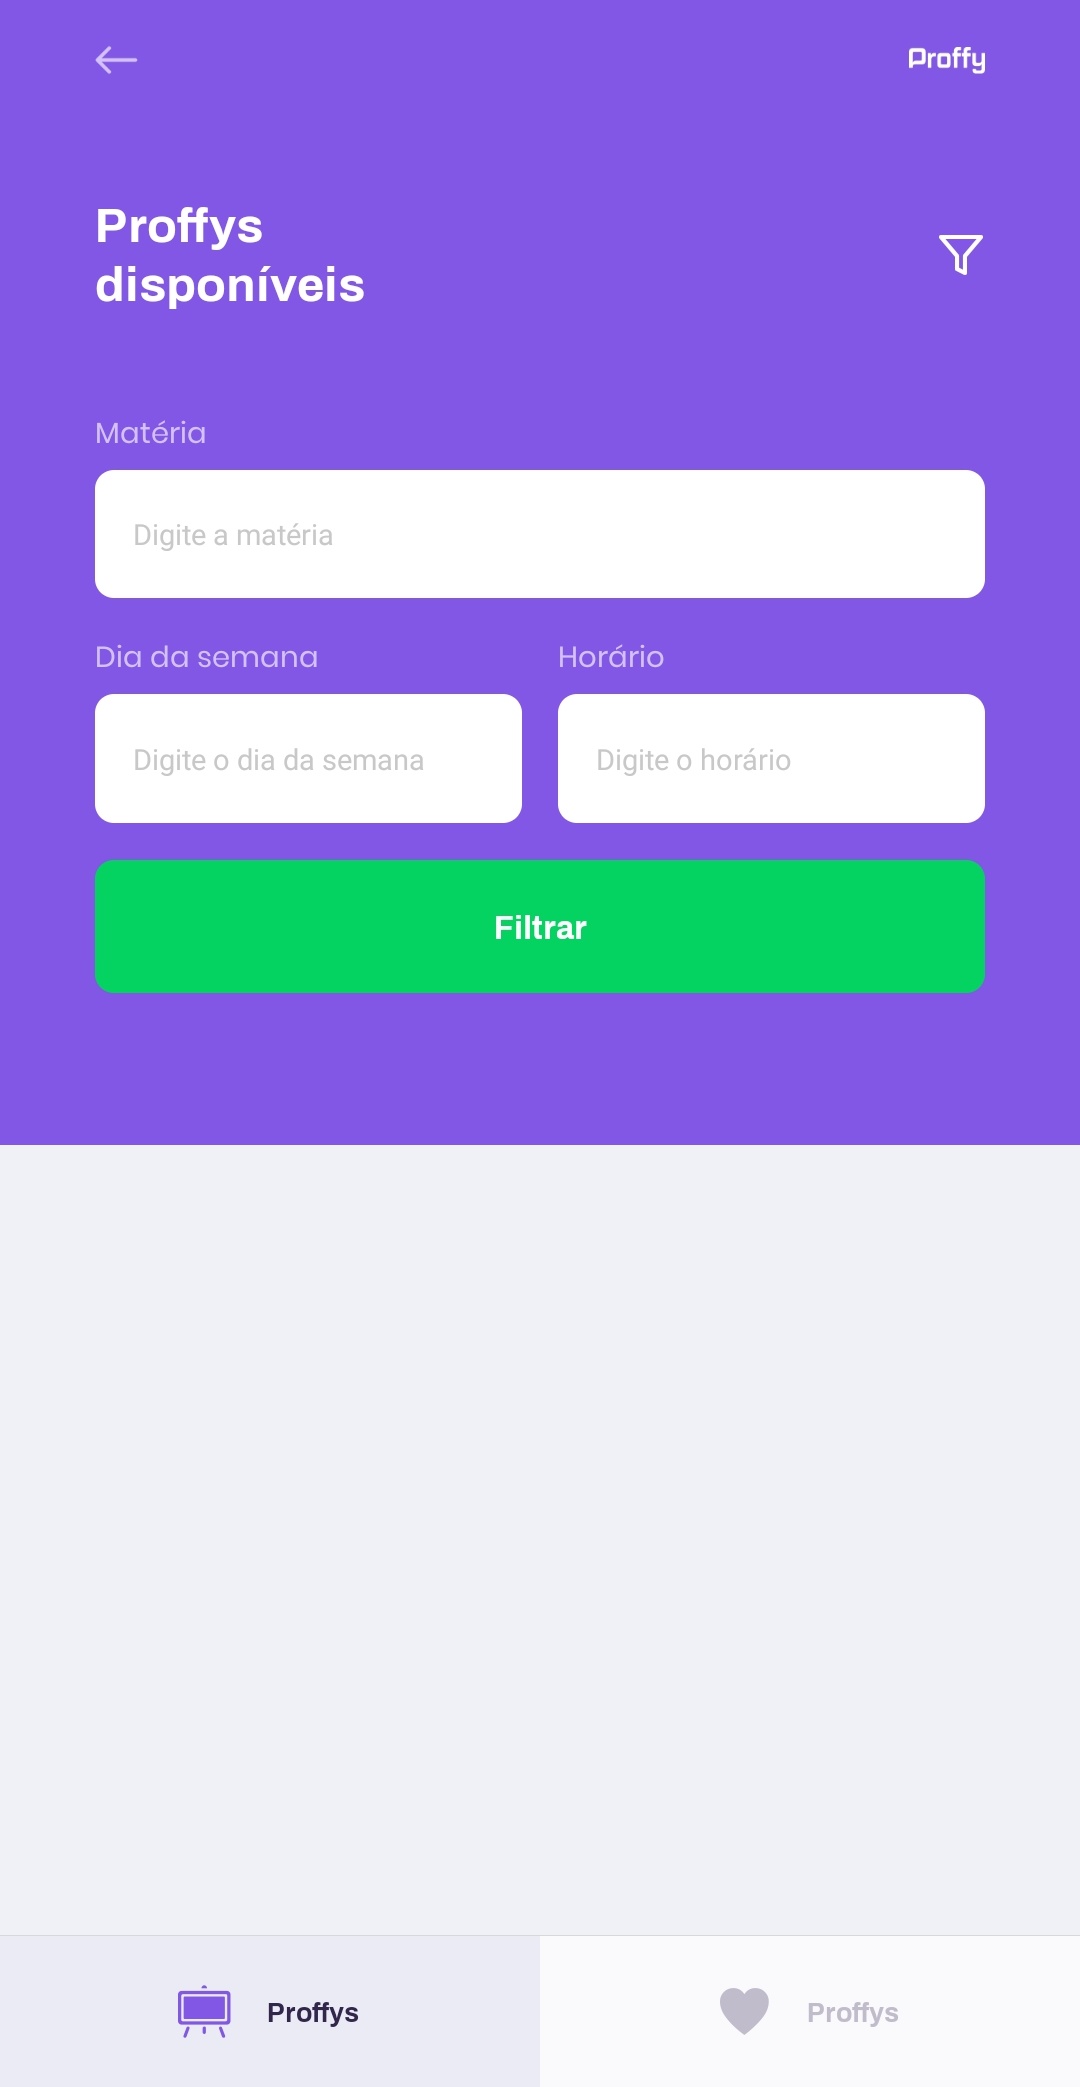 Proffy
Proffys
disponíveis
Matéria
Digite a matéria
Dia da semana
Horário
Digite o dia da semana
Digite o horário
Filtrar
Proffys
Proffys